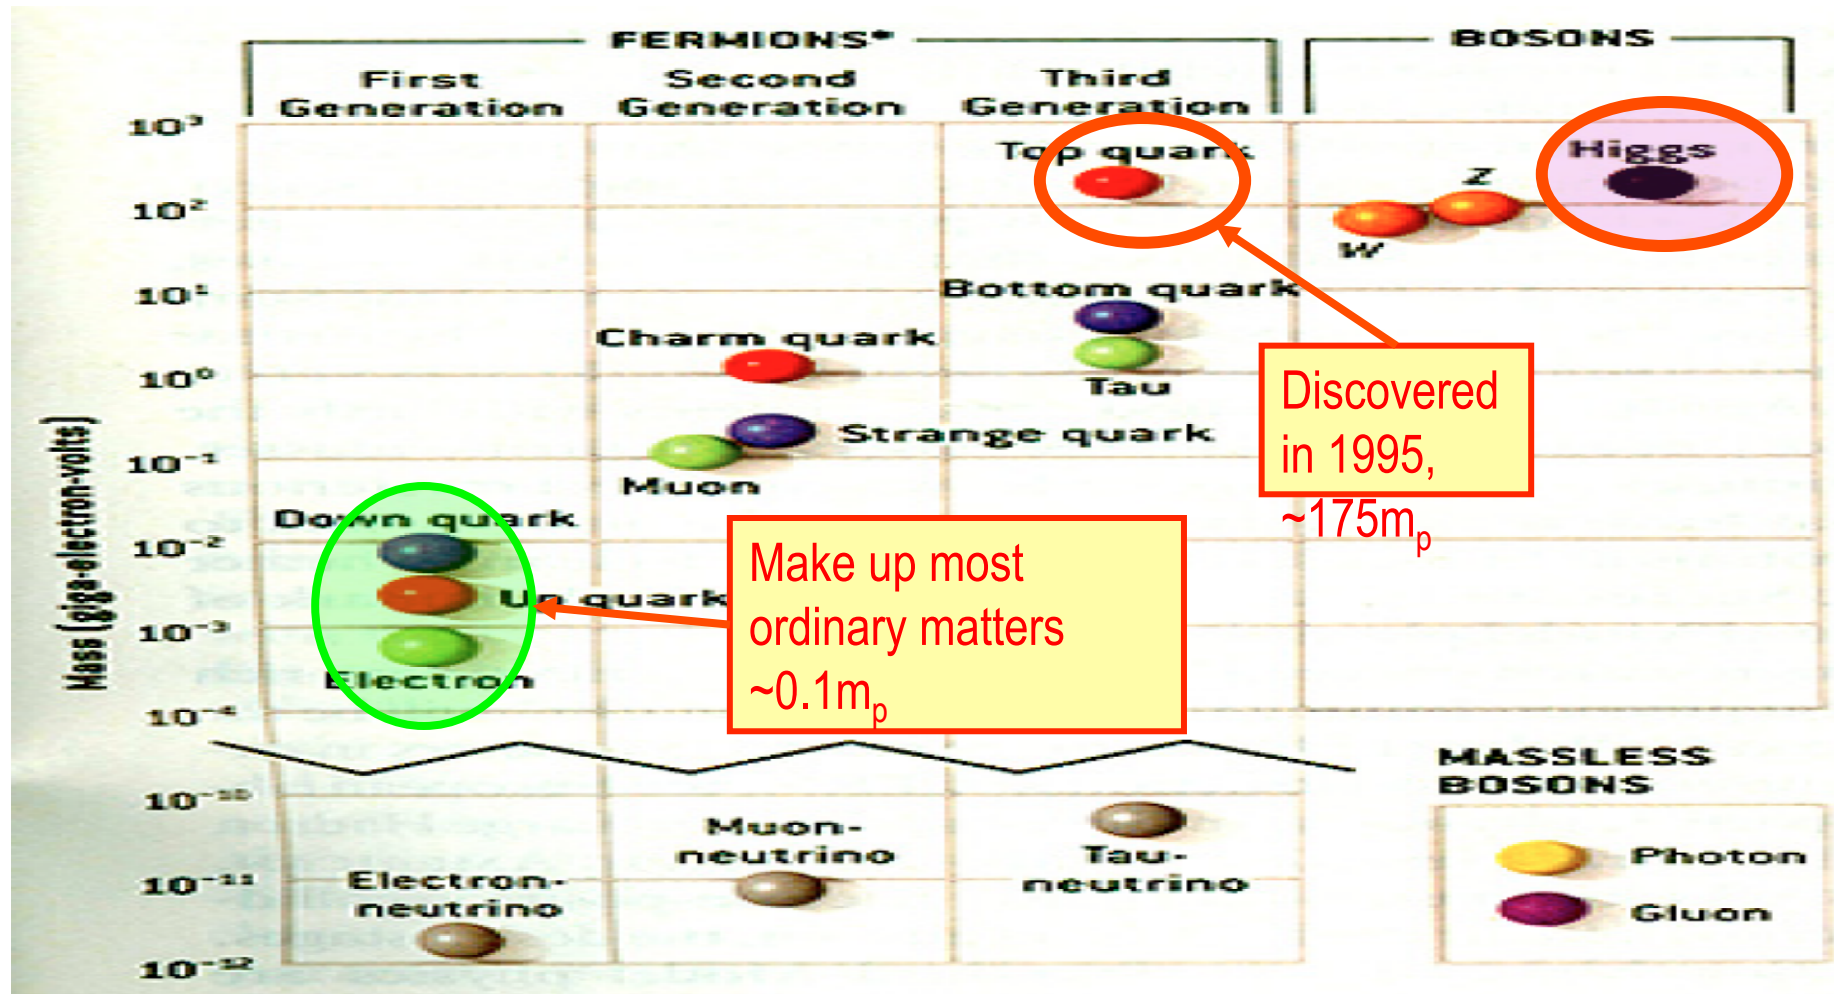 FERMIONS*
BOSONS
First Generation
Second Generation
Third Generation
10³
10²
10¹
10⁰
10⁻¹
10⁻²
10⁻³
10⁻⁴
10⁻¹⁰
10⁻¹¹
10⁻¹²
Mass (giga-electron-volts)
Top quark
Higgs
Z
W
Bottom quark
Charm quark
Tau
Strange quark
Muon
Down quark
Up quark
Electron
Discovered
in 1995,
~175mₚ
Make up most
ordinary matters
~0.1mₚ
Muon-
neutrino
Tau-
neutrino
Electron-
neutrino
MASSLESS
BOSONS
Photon
Gluon